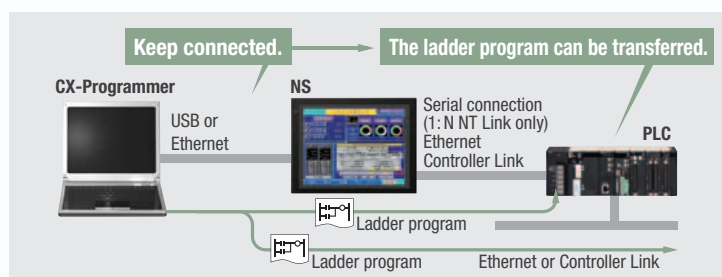 Keep connected.
The ladder program can be transferred.
CX-Programmer
NS
PLC
USB or
Ethernet
Serial connection
(1: N NT Link only)
Ethernet
Controller Link
Ladder program
Ladder program
Ethernet or Controller Link